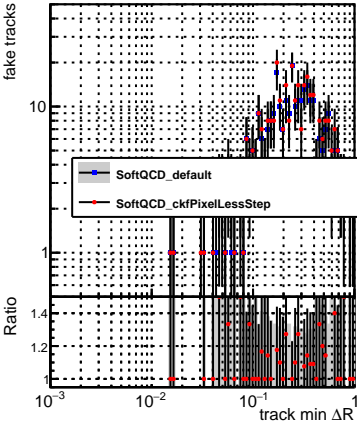 fake tracks
10
SoftQCD_default
SoftQCD_ckfPixelLessStep
1
Ratio
1.4
1.2
1
10⁻³ 10⁻² 10⁻¹ 1
track min ΔR